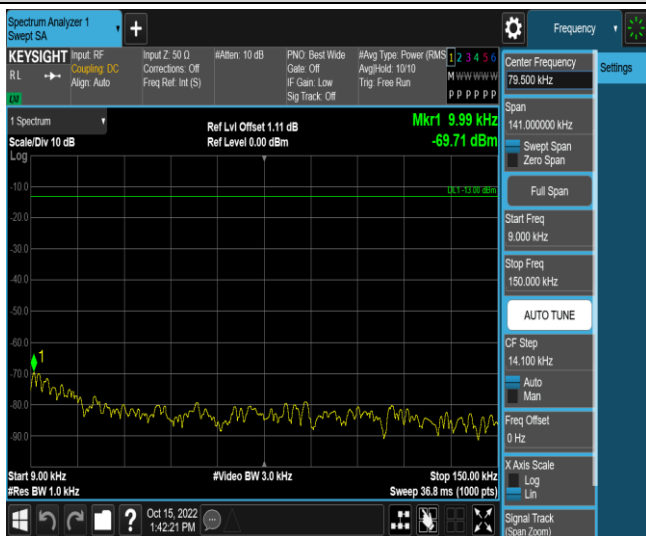 Spectrum Analyzer 1
Swept SA
Frequency
KEYSIGHT
Input: RF
Coupling: DC
Align: Auto
R L
LXI
Input Z: 50 Ω
Corrections: Off
Freq Ref: Int (S)
#Atten: 10 dB
PNO: Best Wide
Gate: Off
IF Gain: Low
Sig Track: Off
#Avg Type: Power (RMS
Avg|Hold: 10/10
Trig: Free Run
1 2 3 4 5 6
M W W W W W
P P P P P P
1 Spectrum
Scale/Div 10 dB
Log
Ref Lvl Offset 1.11 dB
Ref Level 0.00 dBm
Mkr1 9.99 kHz
-69.71 dBm
DL1 -13.00 dBm
-10.0
-20.0
-30.0
-40.0
-50.0
-60.0
-70.0
-80.0
-90.0
1
Start 9.00 kHz
#Res BW 1.0 kHz
#Video BW 3.0 kHz
Stop 150.00 kHz
Sweep 36.8 ms (1000 pts)
Oct 15, 2022
1:42:21 PM
?
Center Frequency
79.500 kHz
Settings
Span
141.000000 kHz
Swept Span
Zero Span
Full Span
Start Freq
9.000 kHz
Stop Freq
150.000 kHz
AUTO TUNE
CF Step
14.100 kHz
Auto
Man
Freq Offset
0 Hz
X Axis Scale
Log
Lin
Signal Track
(Span Zoom)